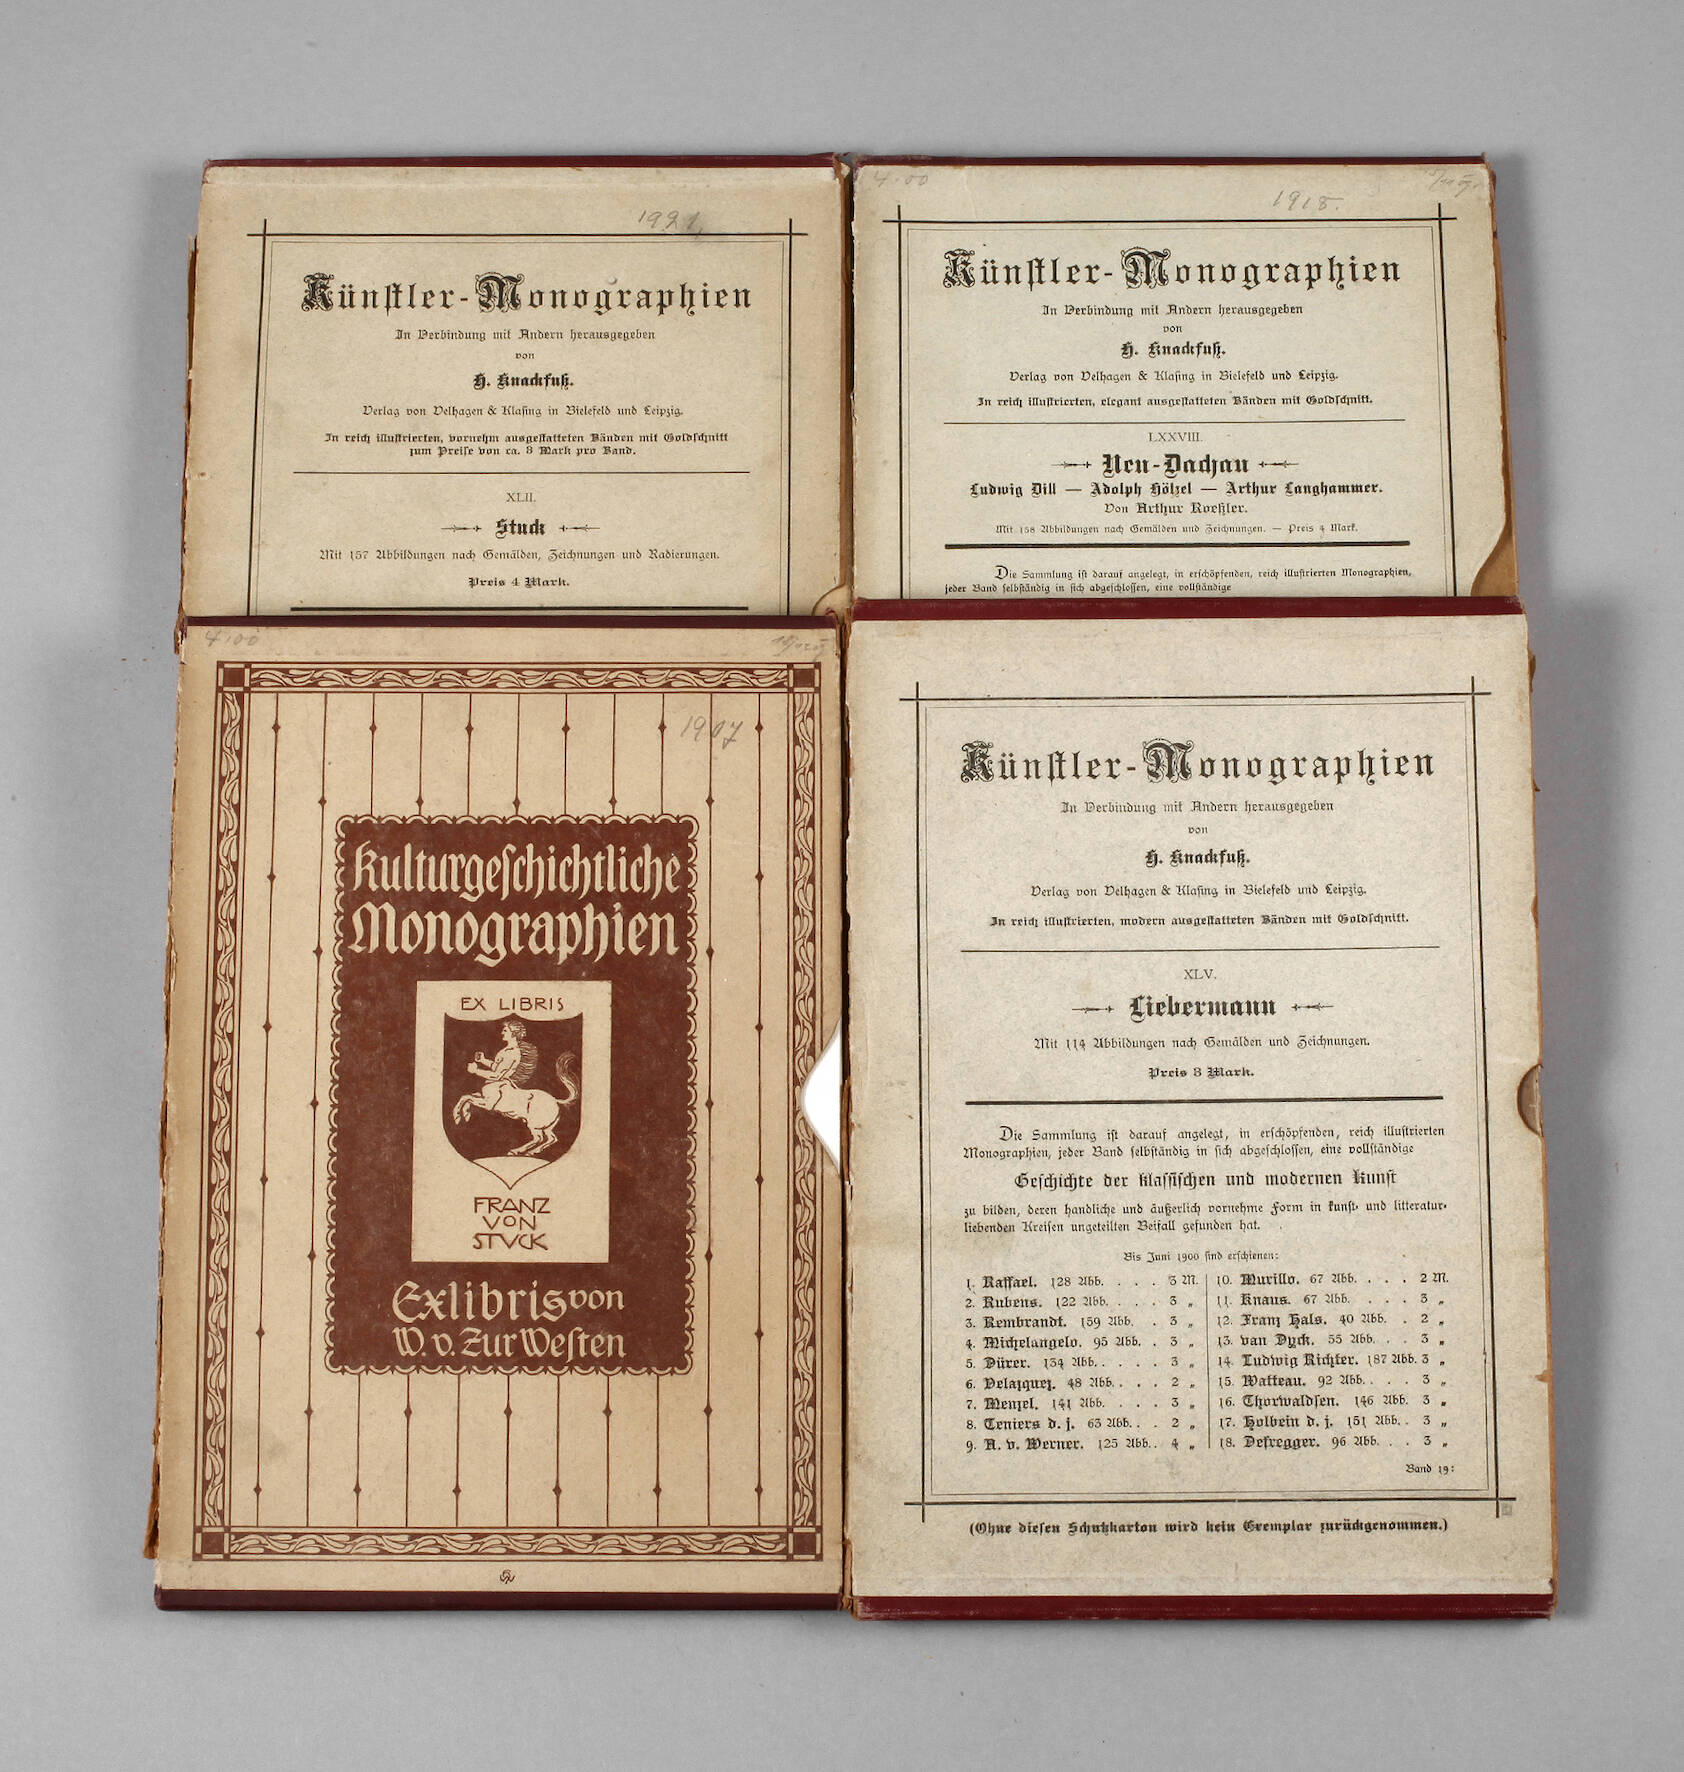 1921.
Künstler-Monographien
In Verbindung mit Andern herausgegeben
von
H. Knackfuß.
Verlag von Velhagen & Klasing in Bielefeld und Leipzig.
In reich illustrierten, vornehm ausgestatteten Bänden mit Goldschnitt
zum Preise von ca. 3 Mark pro Band.
XLII.
Stuck
Mit 157 Abbildungen nach Gemälden, Zeichnungen und Radierungen.
Preis 4 Mark.
4.00
1918.
Künstler-Monographien
In Verbindung mit Andern herausgegeben
von
H. Knackfuß.
Verlag von Velhagen & Klasing in Bielefeld und Leipzig.
In reich illustrierten, elegant ausgestatteten Bänden mit Goldschnitt.
LXXVIII.
Neu-Dachau
Ludwig Dill — Adolph Hölzel — Arthur Langhammer.
Von Arthur Roeßler.
Mit 158 Abbildungen nach Gemälden und Zeichnungen. — Preis 4 Mark.
Die Sammlung ist darauf angelegt, in erschöpfenden, reich illustrierten Monographien,
jeder Band selbständig in sich abgeschlossen, eine vollständige
4.00
1907
Kulturgeschichtliche
Monographien
EX LIBRIS
FRANZ
VON
STVCK
Exlibris von
W. v. Zur Westen
Künstler-Monographien
In Verbindung mit Andern herausgegeben
von
H. Knackfuß.
Verlag von Velhagen & Klasing in Bielefeld und Leipzig.
In reich illustrierten, modern ausgestatteten Bänden mit Goldschnitt.
XLV.
Liebermann
Mit 114 Abbildungen nach Gemälden und Zeichnungen.
Preis 3 Mark.
Die Sammlung ist darauf angelegt, in erschöpfenden, reich illustrierten
Monographien, jeder Band selbständig in sich abgeschlossen, eine vollständige
Geschichte der klassischen und modernen Kunst
zu bilden, deren handliche und äußerlich vornehme Form in kunst- und litteratur-
liebenden Kreisen ungeteilten Beifall gefunden hat.
Bis Juni 1900 sind erschienen:
1. Raffael. 128 Abb. . . . 3 M.
2. Rubens. 122 Abb. . . . 3 „
3. Rembrandt. 159 Abb. . 3 „
4. Michelangelo. 95 Abb. . 3 „
5. Dürer. 134 Abb. . . . . 3 „
6. Velazquez. 48 Abb. . . . 2 „
7. Menzel. 141 Abb. . . . 3 „
8. Teniers d. j. 63 Abb. . . 2 „
9. A. v. Werner. 125 Abb. . 4 „
10. Murillo. 67 Abb. . . . 2 M.
11. Knaus. 67 Abb. . . . 3 „
12. Franz Hals. 40 Abb. . 2 „
13. van Dyck. 55 Abb. . . 3 „
14. Ludwig Richter. 187 Abb. 3 „
15. Watteau. 92 Abb. . . . 3 „
16. Thorwaldsen. 146 Abb. 3 „
17. Holbein d. j. 151 Abb. . 3 „
18. Defregger. 96 Abb. . . 3 „
Band 19:
(Ohne diesen Schutzkarton wird kein Exemplar zurückgenommen.)